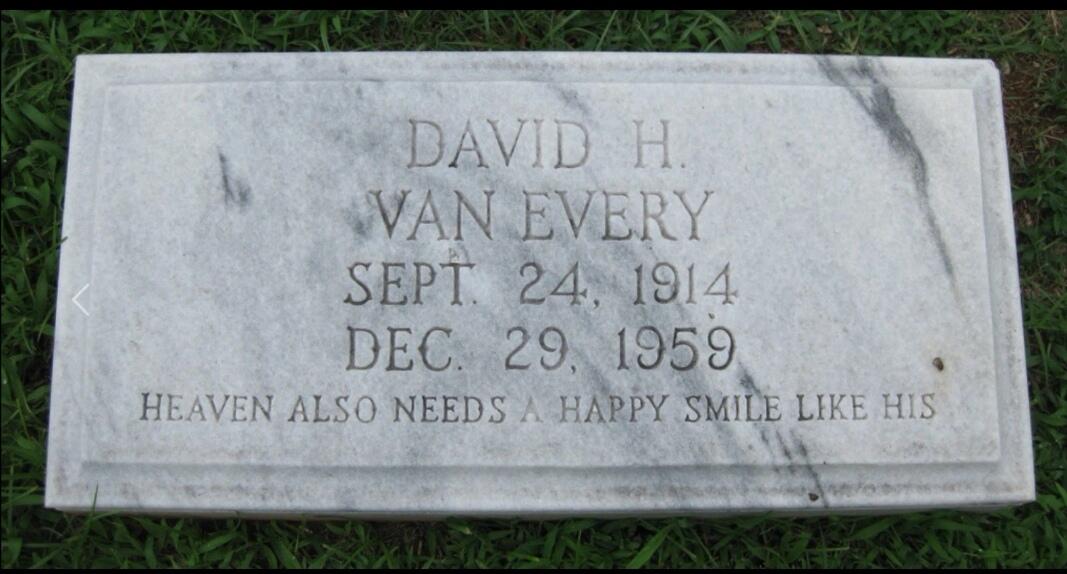 DAVID H.
VAN EVERY
SEPT. 24, 1914
DEC. 29, 1959
HEAVEN ALSO NEEDS A HAPPY SMILE LIKE HIS